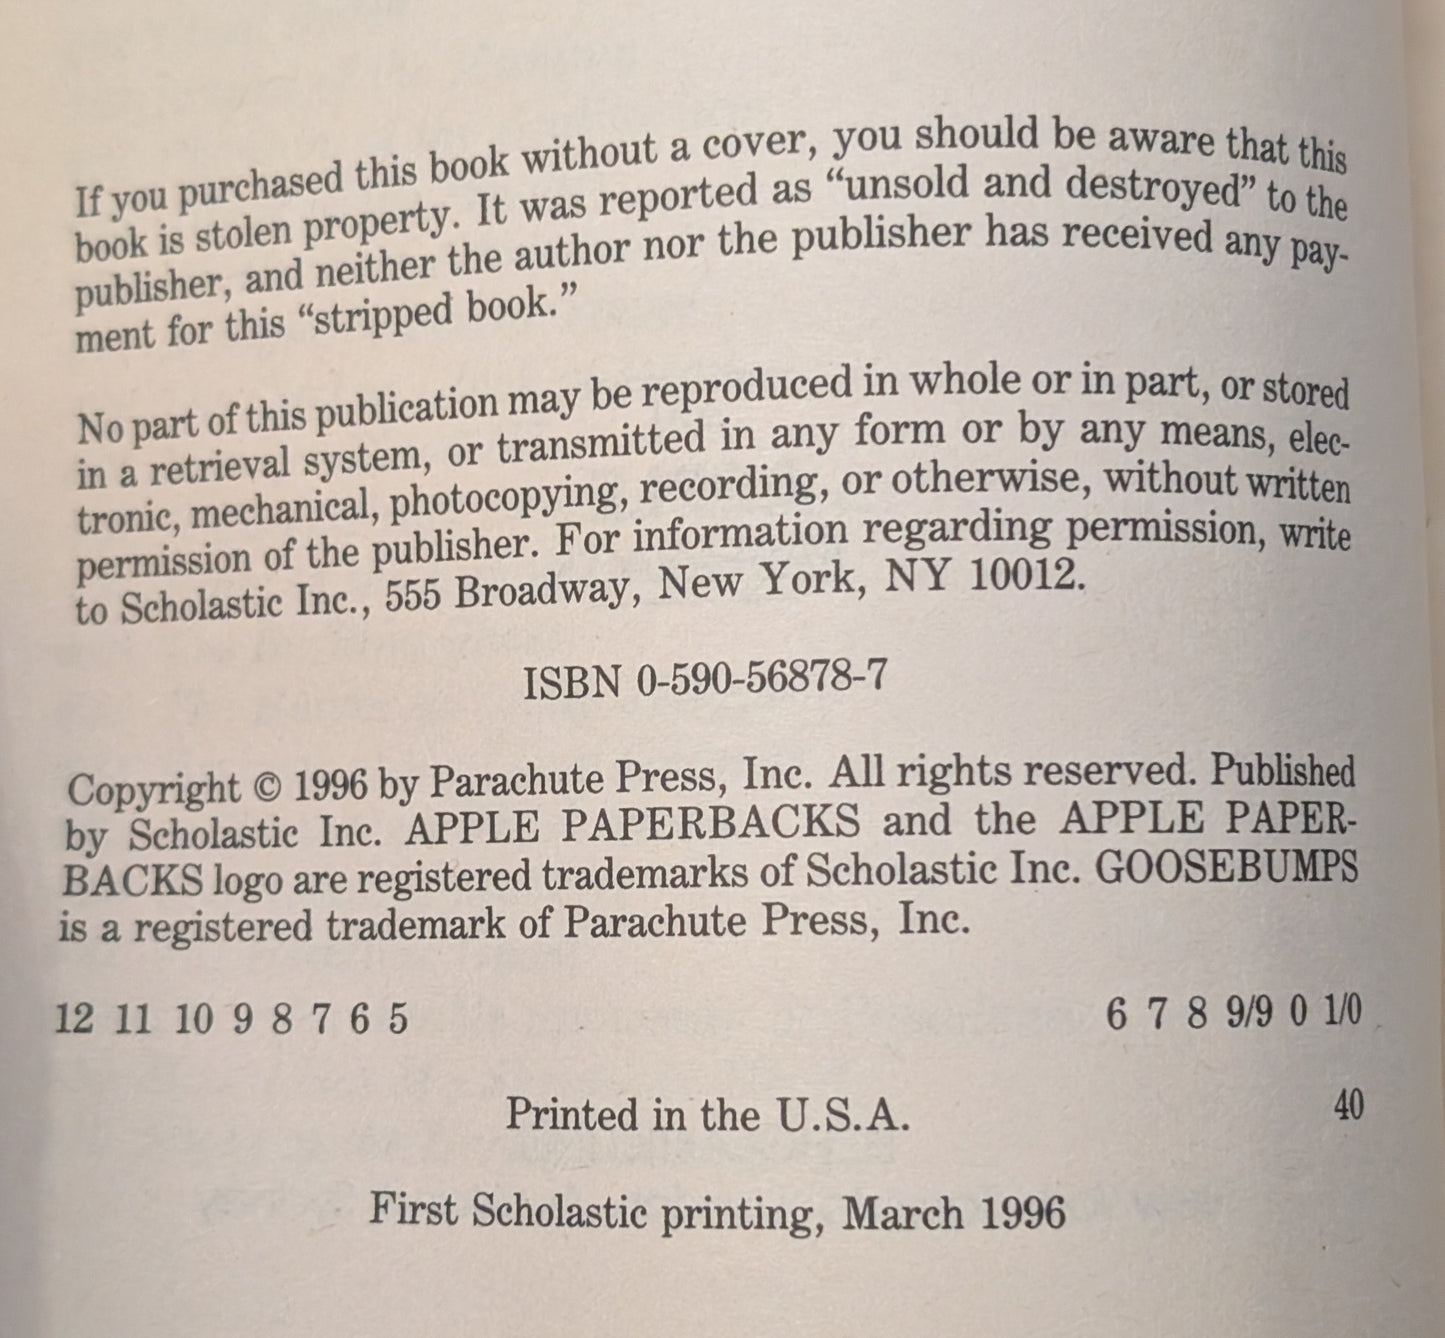 If you purchased this book without a cover, you should be aware that this
book is stolen property. It was reported as “unsold and destroyed” to the
publisher, and neither the author nor the publisher has received any pay-
ment for this “stripped book.”
No part of this publication may be reproduced in whole or in part, or stored
in a retrieval system, or transmitted in any form or by any means, elec-
tronic, mechanical, photocopying, recording, or otherwise, without written
permission of the publisher. For information regarding permission, write
to Scholastic Inc., 555 Broadway, New York, NY 10012.
ISBN 0-590-56878-7
Copyright © 1996 by Parachute Press, Inc. All rights reserved. Published
by Scholastic Inc. APPLE PAPERBACKS and the APPLE PAPER-
BACKS logo are registered trademarks of Scholastic Inc. GOOSEBUMPS
is a registered trademark of Parachute Press, Inc.
12 11 10 9 8 7 6 5 6 7 8 9/9 0 1/0
Printed in the U.S.A. 40
First Scholastic printing, March 1996